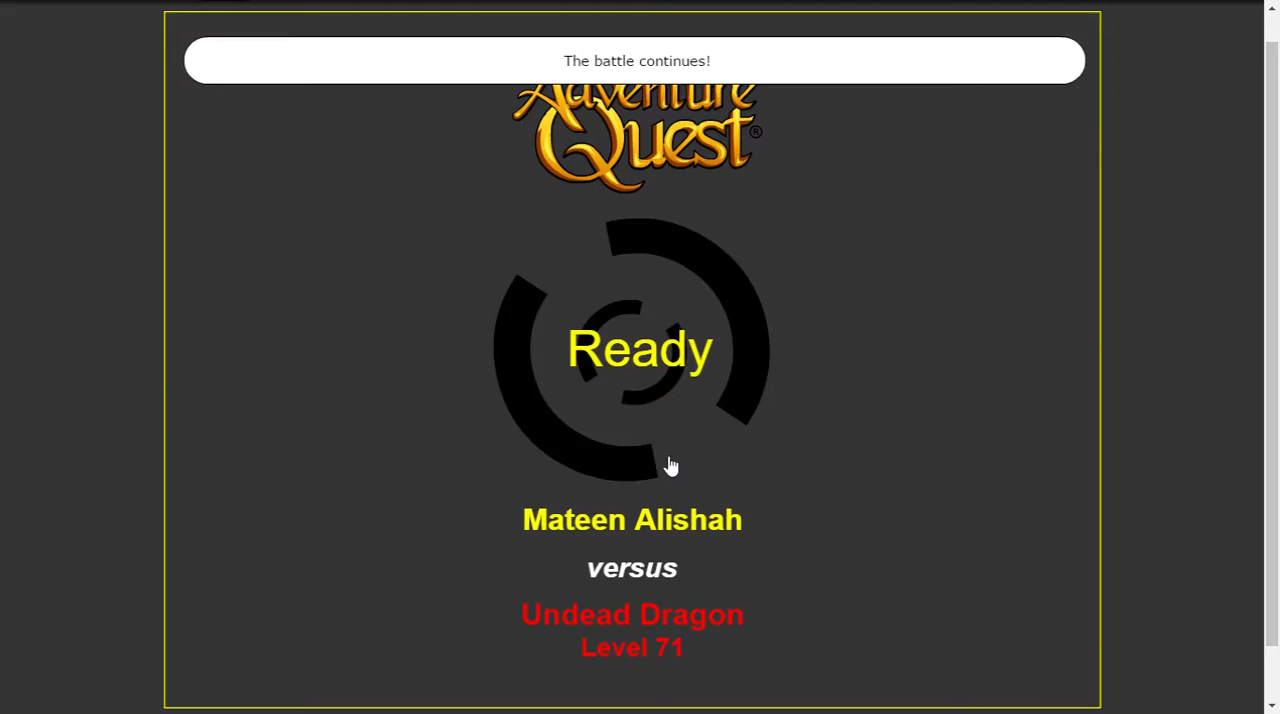 The battle continues!
Adventure
Quest®
Ready
Mateen Alishah
versus
Undead Dragon
Level 71